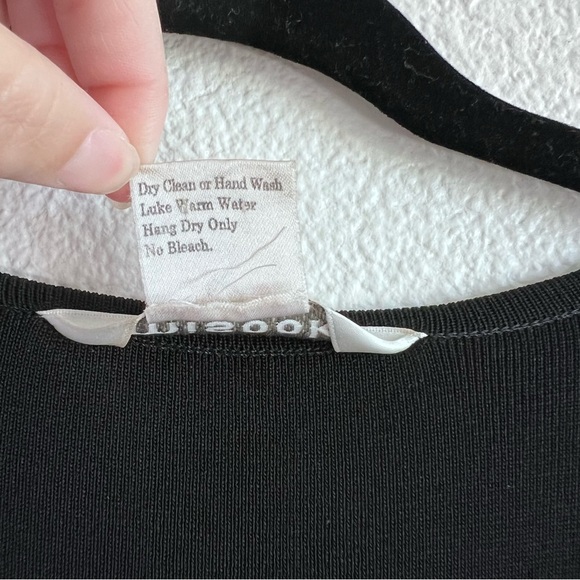 Dry Clean or Hand Wash
Luke Warm Water
Hang Dry Only
No Bleach.